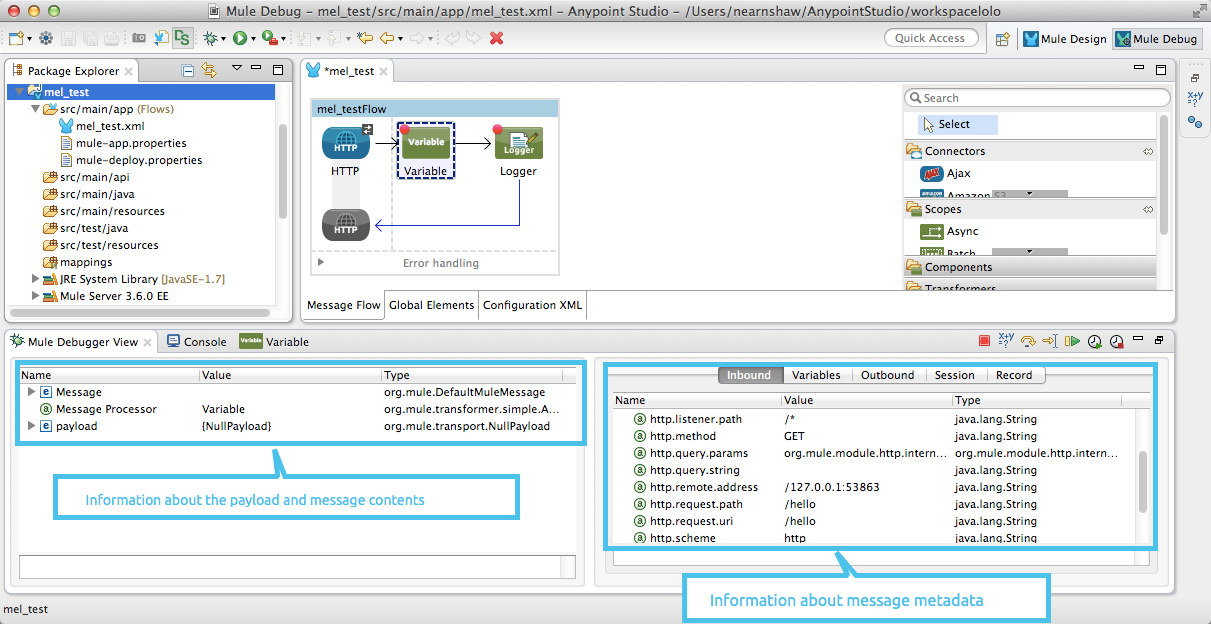 Mule Debug – mel_test/src/main/app/mel_test.xml – Anypoint Studio – /Users/nearnshaw/AnypointStudio/workspacelolo
Quick Access
Mule Design
Mule Debug
Package Explorer
mel_test
src/main/app (Flows)
mel_test.xml
mule-app.properties
mule-deploy.properties
src/main/api
src/main/java
src/main/resources
src/test/java
src/test/resources
mappings
JRE System Library [JavaSE-1.7]
Mule Server 3.6.0 EE
*mel_test
mel_testFlow
HTTP
HTTP
Variable
Variable
Logger
Logger
HTTP
Error handling
Message Flow
Global Elements
Configuration XML
Search
Select
Connectors
Ajax
Amazon S3
Scopes
Async
Batch
Components
Transformers
Mule Debugger View
Console
Variable
Variable
Name Value Type
Message org.mule.DefaultMuleMessage
Message Processor Variable org.mule.transformer.simple.A...
payload {NullPayload} org.mule.transport.NullPayload
Information about the payload and message contents
Inbound Variables Outbound Session Record
Name Value Type
http.listener.path /* java.lang.String
http.method GET java.lang.String
http.query.params org.mule.module.http.intern... org.mule.module.http.intern...
http.query.string java.lang.String
http.remote.address /127.0.0.1:53863 java.lang.String
http.request.path /hello java.lang.String
http.request.uri /hello java.lang.String
http.scheme http java.lang.String
Information about message metadata
mel_test